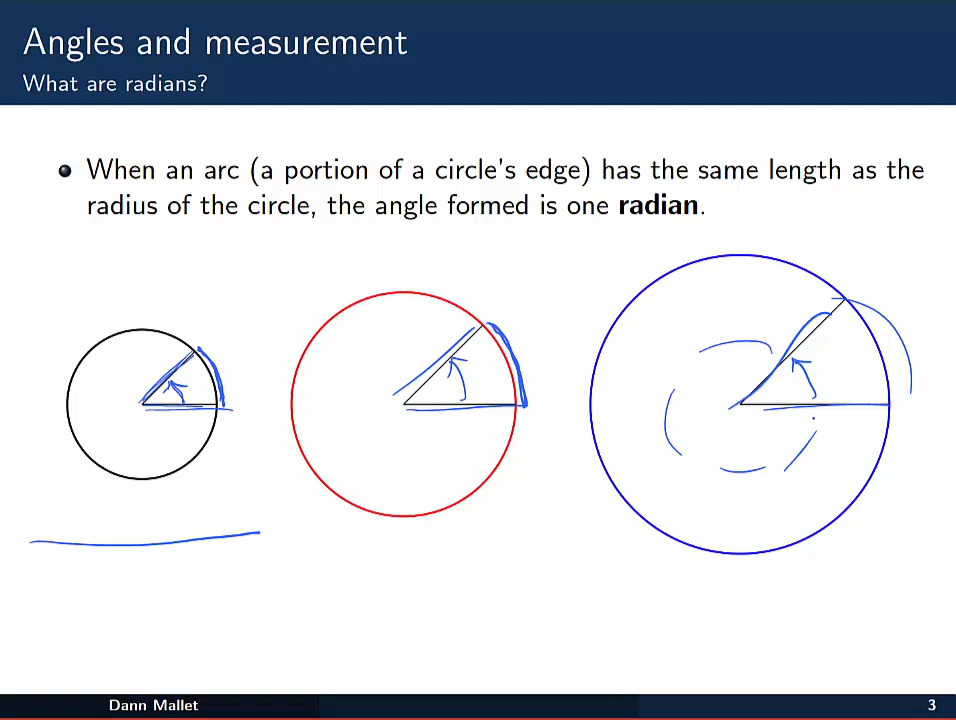 Angles and measurement
What are radians?
When an arc (a portion of a circle's edge) has the same length as the
radius of the circle, the angle formed is one radian.
Dann Mallet
3